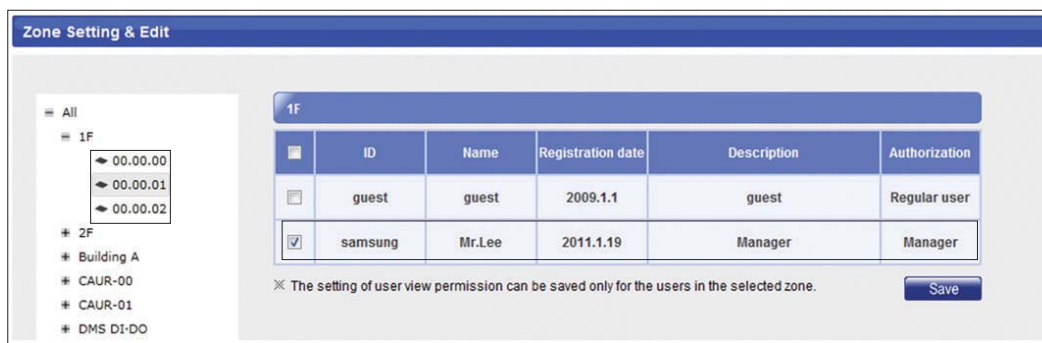 Zone Setting & Edit
All
1F
00.00.00
00.00.01
00.00.02
2F
Building A
CAUR-00
CAUR-01
DMS DI-DO
1F
ID Name Registration date Description Authorization
guest guest 2009.1.1 guest Regular user
samsung Mr.Lee 2011.1.19 Manager Manager
※ The setting of user view permission can be saved only for the users in the selected zone.
Save